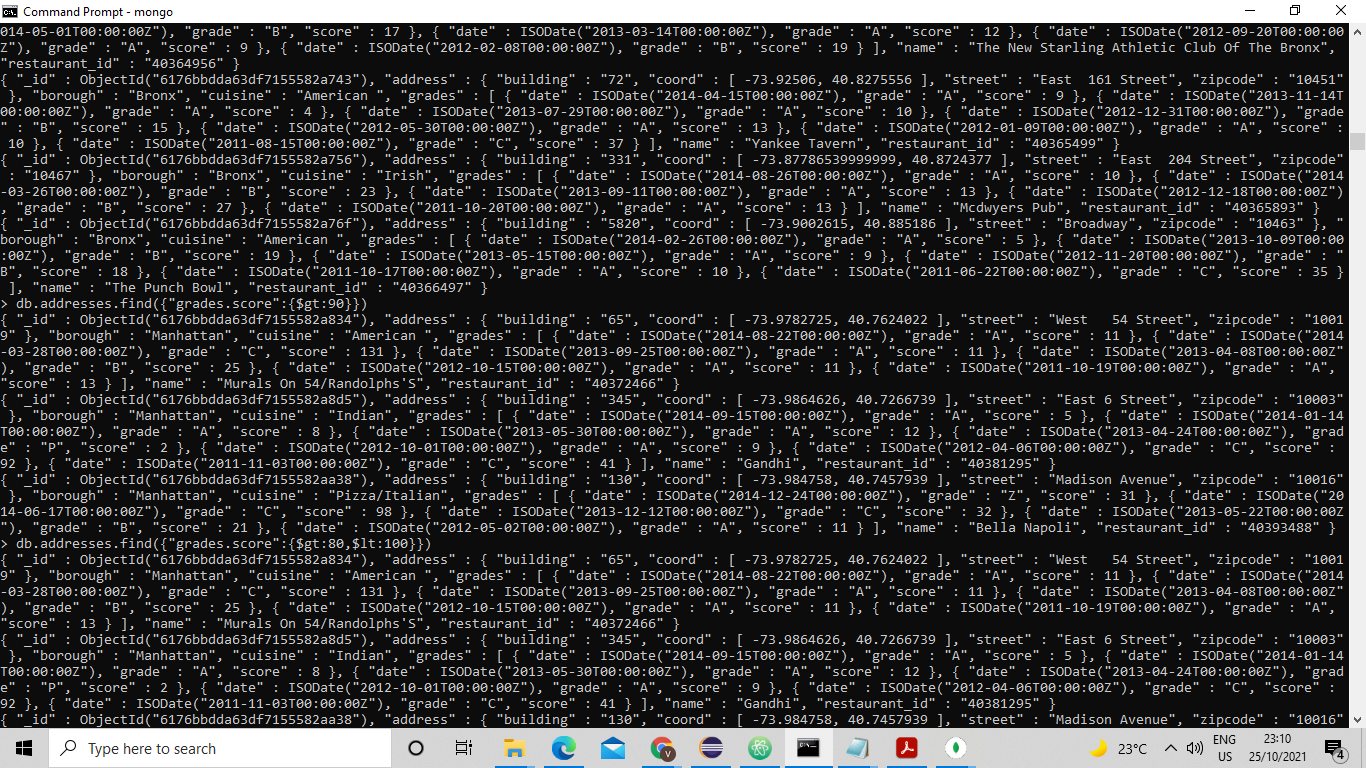 Command Prompt - mongo
014-05-01T00:00:00Z"), "grade" : "B", "score" : 17 }, { "date" : ISODate("2013-03-14T00:00:00Z"), "grade" : "A", "score" : 12 }, { "date" : ISODate("2012-09-20T00:00:00
Z"), "grade" : "A", "score" : 9 }, { "date" : ISODate("2012-02-08T00:00:00Z"), "grade" : "B", "score" : 19 } ], "name" : "The New Starling Athletic Club Of The Bronx",
"restaurant_id" : "40364956" }
{ "_id" : ObjectId("6176bbdda63df7155582a743"), "address" : { "building" : "72", "coord" : [ -73.92506, 40.8275556 ], "street" : "East  161 Street", "zipcode" : "10451"
 }, "borough" : "Bronx", "cuisine" : "American ", "grades" : [ { "date" : ISODate("2014-04-15T00:00:00Z"), "grade" : "A", "score" : 9 }, { "date" : ISODate("2013-11-14T
00:00:00Z"), "grade" : "A", "score" : 4 }, { "date" : ISODate("2013-07-29T00:00:00Z"), "grade" : "A", "score" : 10 }, { "date" : ISODate("2012-12-31T00:00:00Z"), "grade
" : "B", "score" : 15 }, { "date" : ISODate("2012-05-30T00:00:00Z"), "grade" : "A", "score" : 13 }, { "date" : ISODate("2012-01-09T00:00:00Z"), "grade" : "A", "score" :
 10 }, { "date" : ISODate("2011-08-15T00:00:00Z"), "grade" : "C", "score" : 37 } ], "name" : "Yankee Tavern", "restaurant_id" : "40365499" }
{ "_id" : ObjectId("6176bbdda63df7155582a756"), "address" : { "building" : "331", "coord" : [ -73.87786539999999, 40.8724377 ], "street" : "East  204 Street", "zipcode"
 : "10467" }, "borough" : "Bronx", "cuisine" : "Irish", "grades" : [ { "date" : ISODate("2014-08-26T00:00:00Z"), "grade" : "A", "score" : 10 }, { "date" : ISODate("2014
-03-26T00:00:00Z"), "grade" : "B", "score" : 23 }, { "date" : ISODate("2013-09-11T00:00:00Z"), "grade" : "A", "score" : 13 }, { "date" : ISODate("2012-12-18T00:00:00Z")
, "grade" : "B", "score" : 27 }, { "date" : ISODate("2011-10-20T00:00:00Z"), "grade" : "A", "score" : 13 } ], "name" : "Mcdwyers Pub", "restaurant_id" : "40365893" }
{ "_id" : ObjectId("6176bbdda63df7155582a76f"), "address" : { "building" : "5820", "coord" : [ -73.9002615, 40.885186 ], "street" : "Broadway", "zipcode" : "10463" }, "
borough" : "Bronx", "cuisine" : "American ", "grades" : [ { "date" : ISODate("2014-02-26T00:00:00Z"), "grade" : "A", "score" : 5 }, { "date" : ISODate("2013-10-09T00:00
:00Z"), "grade" : "B", "score" : 19 }, { "date" : ISODate("2013-05-15T00:00:00Z"), "grade" : "A", "score" : 9 }, { "date" : ISODate("2012-11-20T00:00:00Z"), "grade" : "
B", "score" : 18 }, { "date" : ISODate("2011-10-17T00:00:00Z"), "grade" : "A", "score" : 10 }, { "date" : ISODate("2011-06-22T00:00:00Z"), "grade" : "C", "score" : 35 }
 ], "name" : "The Punch Bowl", "restaurant_id" : "40366497" }
> db.addresses.find({"grades.score":{$gt:90}})
{ "_id" : ObjectId("6176bbdda63df7155582a834"), "address" : { "building" : "65", "coord" : [ -73.9782725, 40.7624022 ], "street" : "West   54 Street", "zipcode" : "1001
9" }, "borough" : "Manhattan", "cuisine" : "American ", "grades" : [ { "date" : ISODate("2014-08-22T00:00:00Z"), "grade" : "A", "score" : 11 }, { "date" : ISODate("2014
-03-28T00:00:00Z"), "grade" : "C", "score" : 131 }, { "date" : ISODate("2013-09-25T00:00:00Z"), "grade" : "A", "score" : 11 }, { "date" : ISODate("2013-04-08T00:00:00Z"
), "grade" : "B", "score" : 25 }, { "date" : ISODate("2012-10-15T00:00:00Z"), "grade" : "A", "score" : 11 }, { "date" : ISODate("2011-10-19T00:00:00Z"), "grade" : "A",
"score" : 13 } ], "name" : "Murals On 54/Randolphs'S", "restaurant_id" : "40372466" }
{ "_id" : ObjectId("6176bbdda63df7155582a8d5"), "address" : { "building" : "345", "coord" : [ -73.9864626, 40.7266739 ], "street" : "East 6 Street", "zipcode" : "10003"
 }, "borough" : "Manhattan", "cuisine" : "Indian", "grades" : [ { "date" : ISODate("2014-09-15T00:00:00Z"), "grade" : "A", "score" : 5 }, { "date" : ISODate("2014-01-14
T00:00:00Z"), "grade" : "A", "score" : 8 }, { "date" : ISODate("2013-05-30T00:00:00Z"), "grade" : "A", "score" : 12 }, { "date" : ISODate("2013-04-24T00:00:00Z"), "grad
e" : "P", "score" : 2 }, { "date" : ISODate("2012-10-01T00:00:00Z"), "grade" : "A", "score" : 9 }, { "date" : ISODate("2012-04-06T00:00:00Z"), "grade" : "C", "score" :
92 }, { "date" : ISODate("2011-11-03T00:00:00Z"), "grade" : "C", "score" : 41 } ], "name" : "Gandhi", "restaurant_id" : "40381295" }
{ "_id" : ObjectId("6176bbdda63df7155582aa38"), "address" : { "building" : "130", "coord" : [ -73.984758, 40.7457939 ], "street" : "Madison Avenue", "zipcode" : "10016"
 }, "borough" : "Manhattan", "cuisine" : "Pizza/Italian", "grades" : [ { "date" : ISODate("2014-12-24T00:00:00Z"), "grade" : "Z", "score" : 31 }, { "date" : ISODate("20
14-06-17T00:00:00Z"), "grade" : "C", "score" : 98 }, { "date" : ISODate("2013-12-12T00:00:00Z"), "grade" : "C", "score" : 32 }, { "date" : ISODate("2013-05-22T00:00:00Z
"), "grade" : "B", "score" : 21 }, { "date" : ISODate("2012-05-02T00:00:00Z"), "grade" : "A", "score" : 11 } ], "name" : "Bella Napoli", "restaurant_id" : "40393488" }
> db.addresses.find({"grades.score":{$gt:80,$lt:100}})
{ "_id" : ObjectId("6176bbdda63df7155582a834"), "address" : { "building" : "65", "coord" : [ -73.9782725, 40.7624022 ], "street" : "West   54 Street", "zipcode" : "1001
9" }, "borough" : "Manhattan", "cuisine" : "American ", "grades" : [ { "date" : ISODate("2014-08-22T00:00:00Z"), "grade" : "A", "score" : 11 }, { "date" : ISODate("2014
-03-28T00:00:00Z"), "grade" : "C", "score" : 131 }, { "date" : ISODate("2013-09-25T00:00:00Z"), "grade" : "A", "score" : 11 }, { "date" : ISODate("2013-04-08T00:00:00Z"
), "grade" : "B", "score" : 25 }, { "date" : ISODate("2012-10-15T00:00:00Z"), "grade" : "A", "score" : 11 }, { "date" : ISODate("2011-10-19T00:00:00Z"), "grade" : "A",
"score" : 13 } ], "name" : "Murals On 54/Randolphs'S", "restaurant_id" : "40372466" }
{ "_id" : ObjectId("6176bbdda63df7155582a8d5"), "address" : { "building" : "345", "coord" : [ -73.9864626, 40.7266739 ], "street" : "East 6 Street", "zipcode" : "10003"
 }, "borough" : "Manhattan", "cuisine" : "Indian", "grades" : [ { "date" : ISODate("2014-09-15T00:00:00Z"), "grade" : "A", "score" : 5 }, { "date" : ISODate("2014-01-14
T00:00:00Z"), "grade" : "A", "score" : 8 }, { "date" : ISODate("2013-05-30T00:00:00Z"), "grade" : "A", "score" : 12 }, { "date" : ISODate("2013-04-24T00:00:00Z"), "grad
e" : "P", "score" : 2 }, { "date" : ISODate("2012-10-01T00:00:00Z"), "grade" : "A", "score" : 9 }, { "date" : ISODate("2012-04-06T00:00:00Z"), "grade" : "C", "score" :
92 }, { "date" : ISODate("2011-11-03T00:00:00Z"), "grade" : "C", "score" : 41 } ], "name" : "Gandhi", "restaurant_id" : "40381295" }
{ "_id" : ObjectId("6176bbdda63df7155582aa38"), "address" : { "building" : "130", "coord" : [ -73.984758, 40.7457939 ], "street" : "Madison Avenue", "zipcode" : "10016"
Type here to search
23°C
ENG
US
23:10
25/10/2021
4